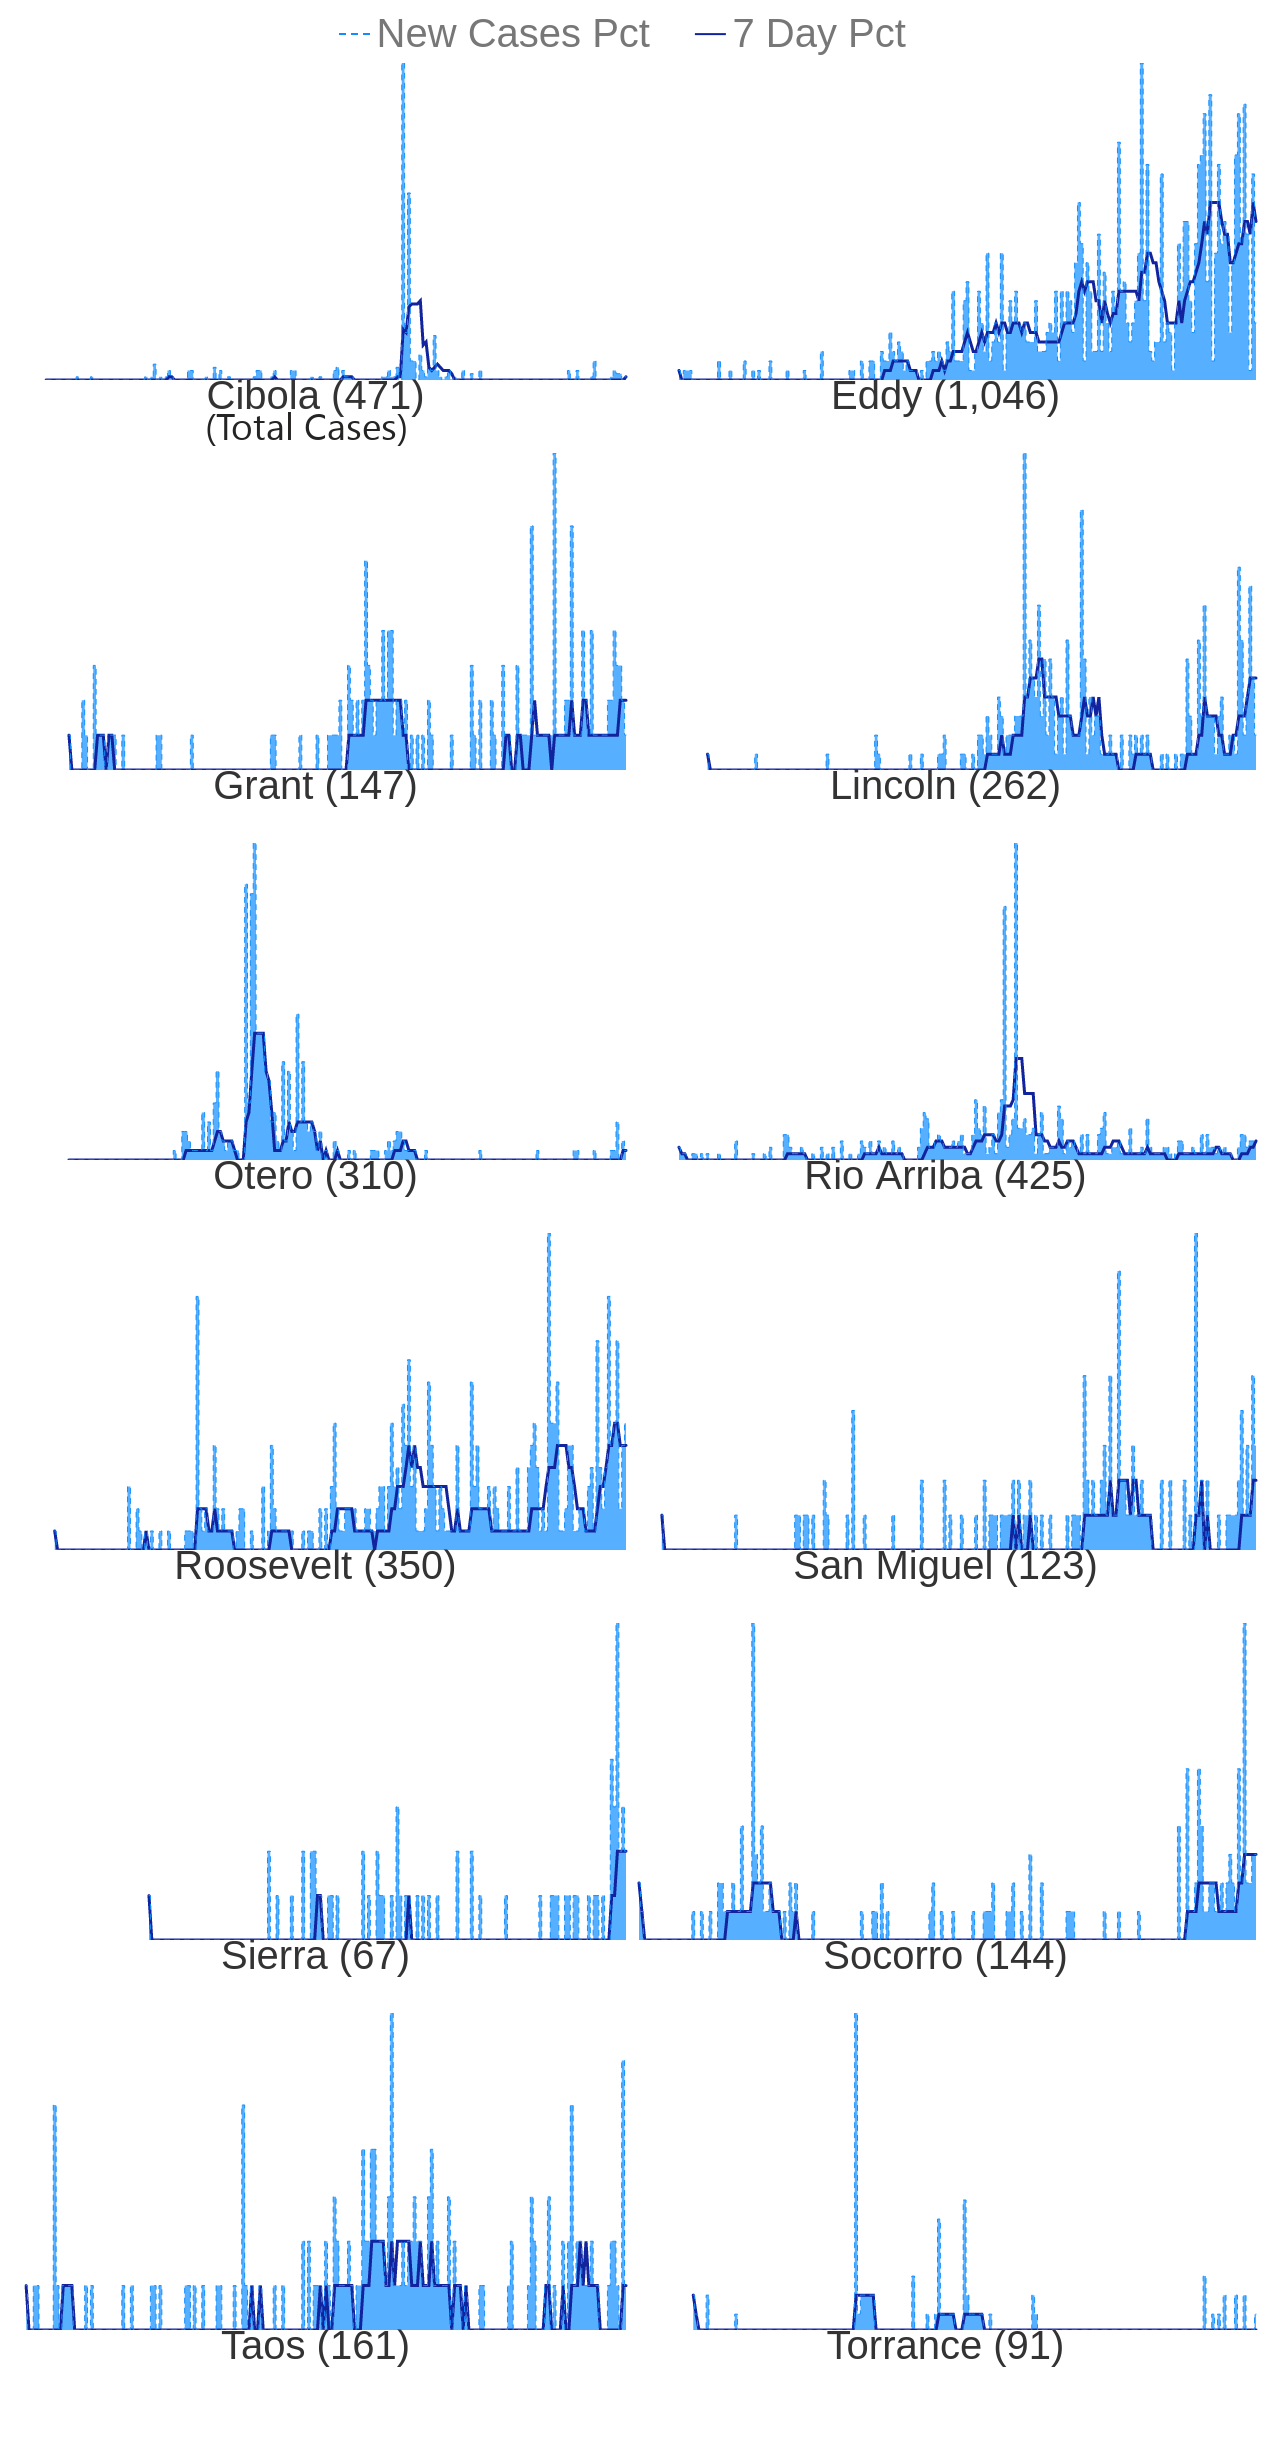 New Cases Pct 7 Day Pct
Cibola (471) Eddy (1,046)
(Total Cases)
Grant (147) Lincoln (262)
Otero (310) Rio Arriba (425)
Roosevelt (350) San Miguel (123)
Sierra (67) Socorro (144)
Taos (161) Torrance (91)